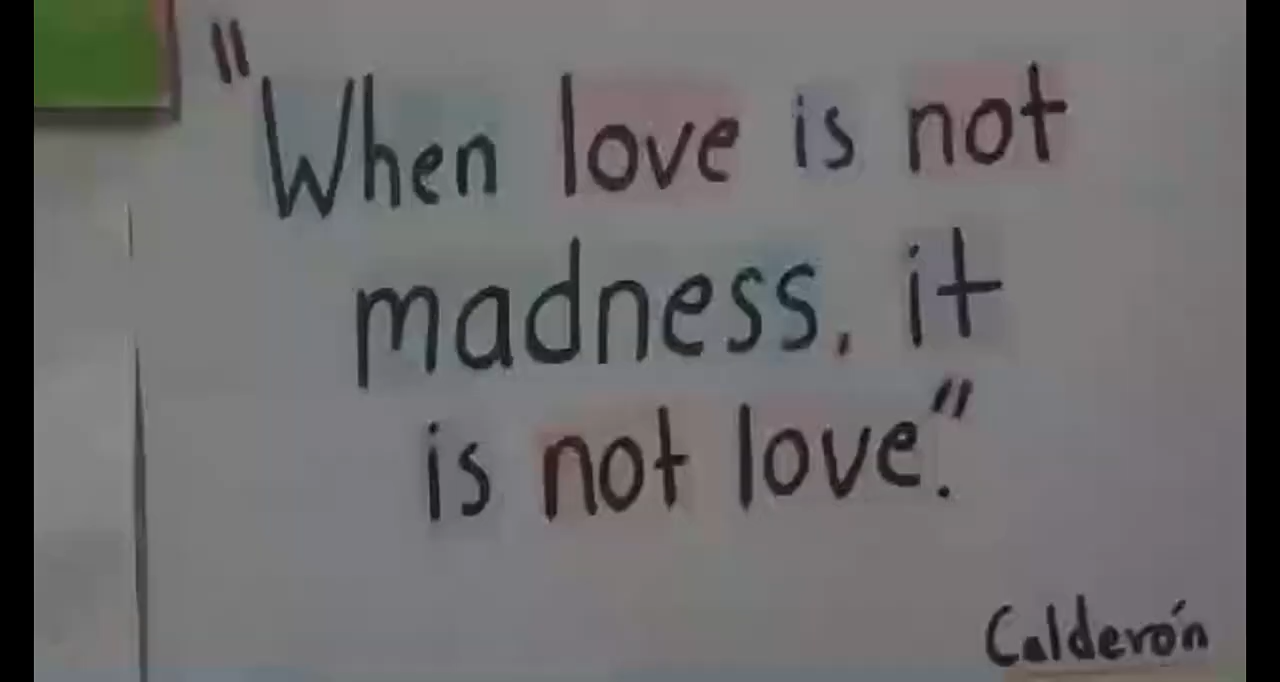 "When love is not
madness, it
is not love."
Calderón